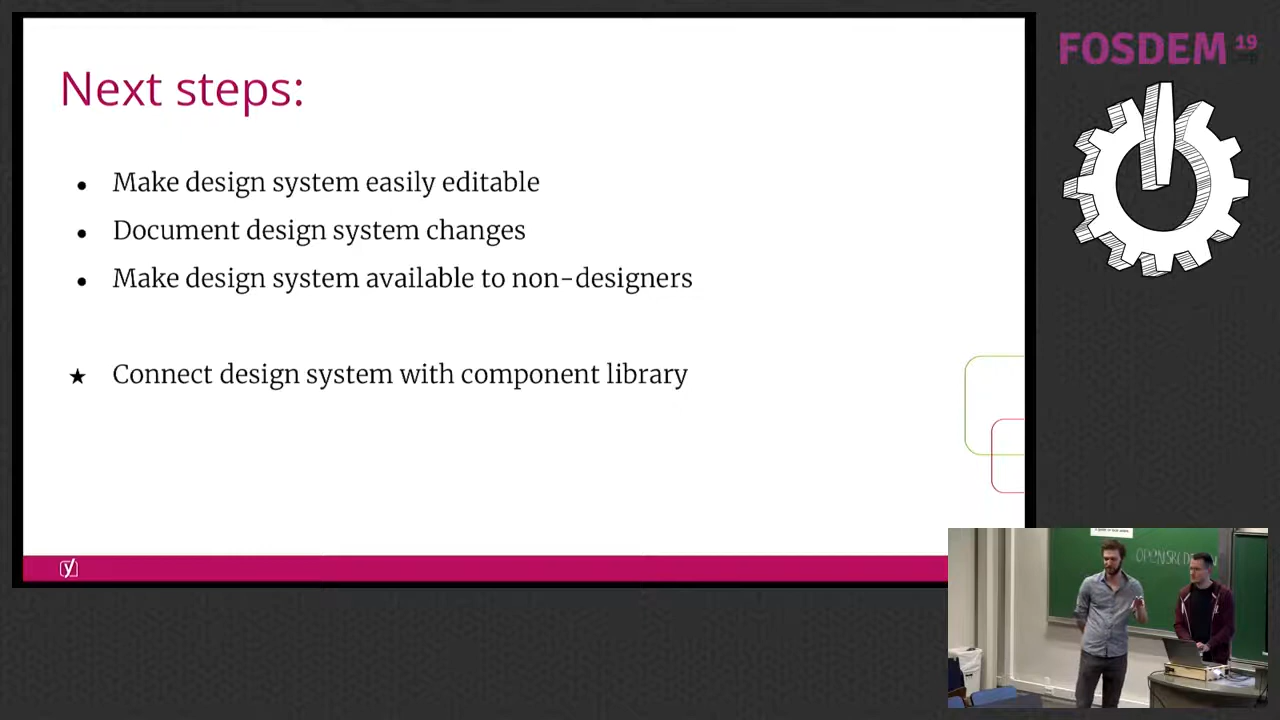 Next steps:
Make design system easily editable
Document design system changes
Make design system available to non-designers
Connect design system with component library
FOSDEM 19